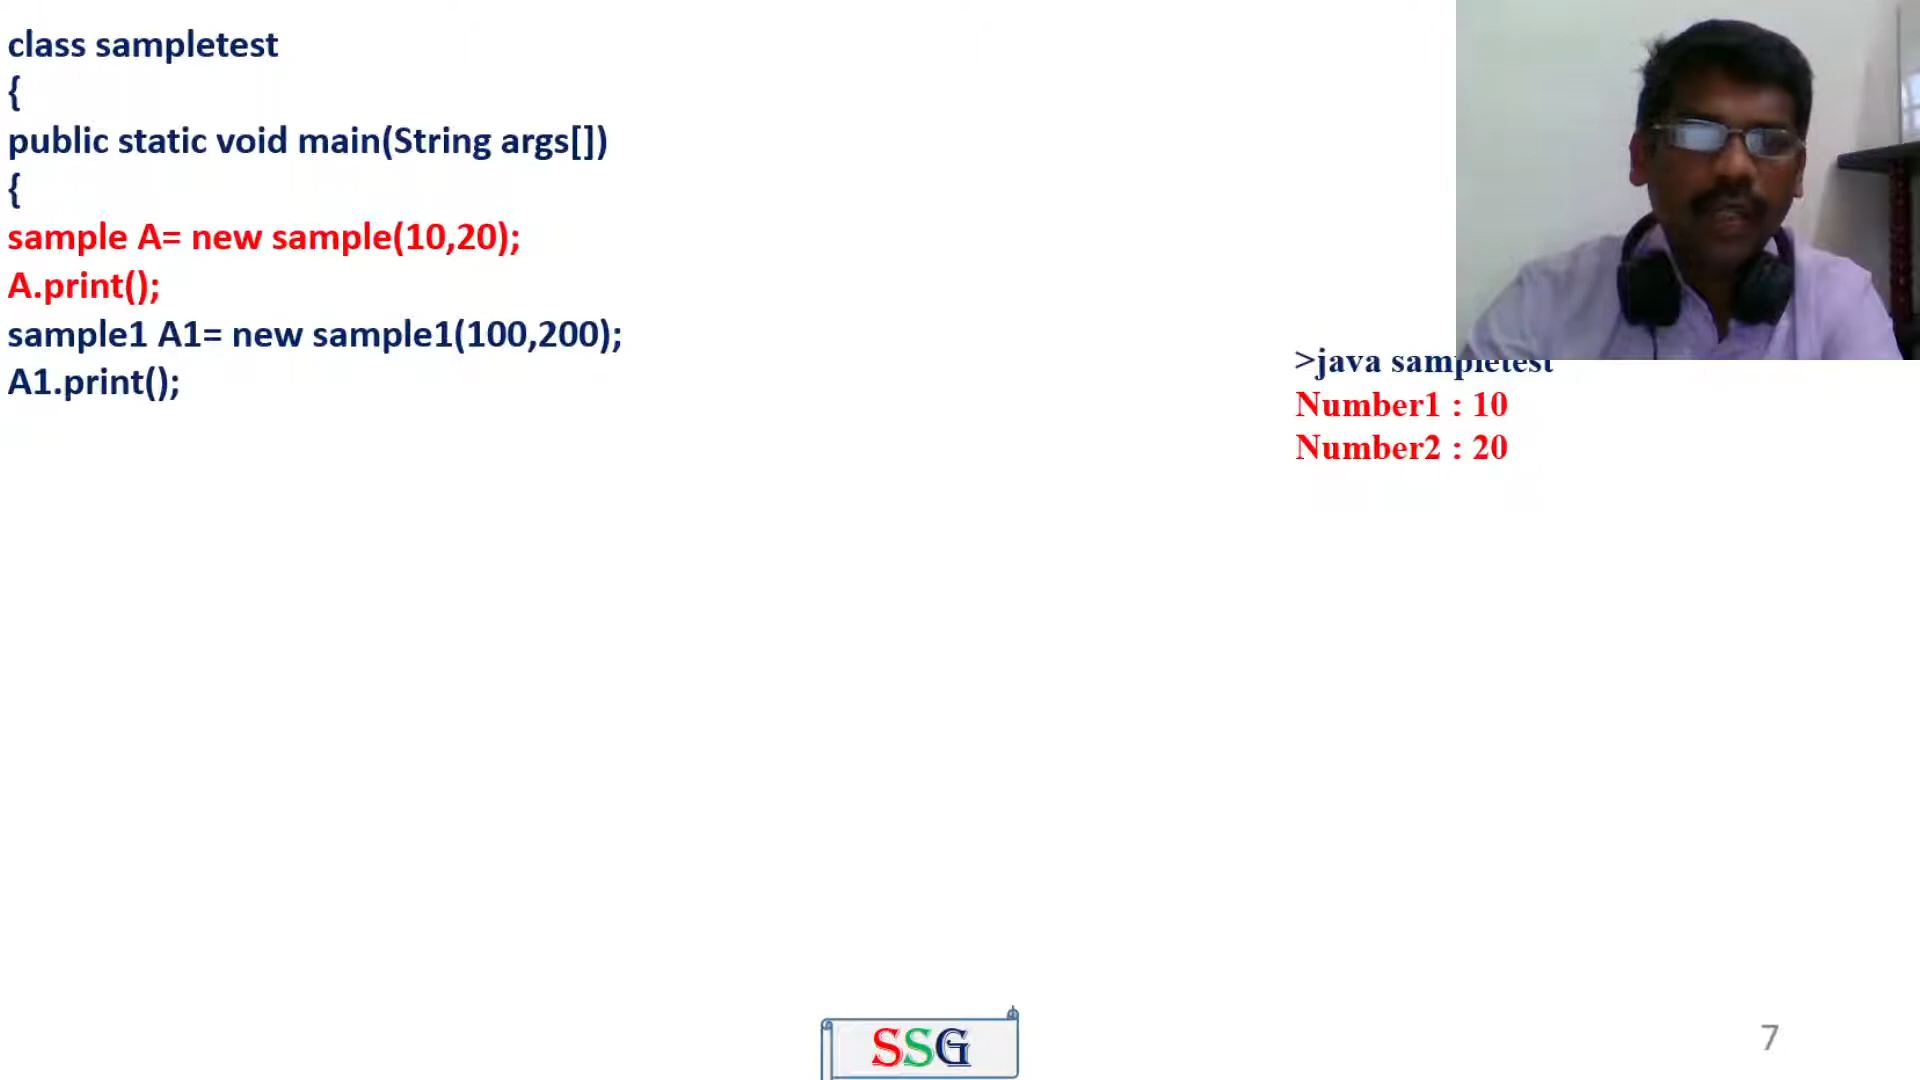 class sampletest
{
public static void main(String args[])
{
sample A= new sample(10,20);
A.print();
sample1 A1= new sample1(100,200);
A1.print();
>java sampletest
Number1 : 10
Number2 : 20
SSG
7